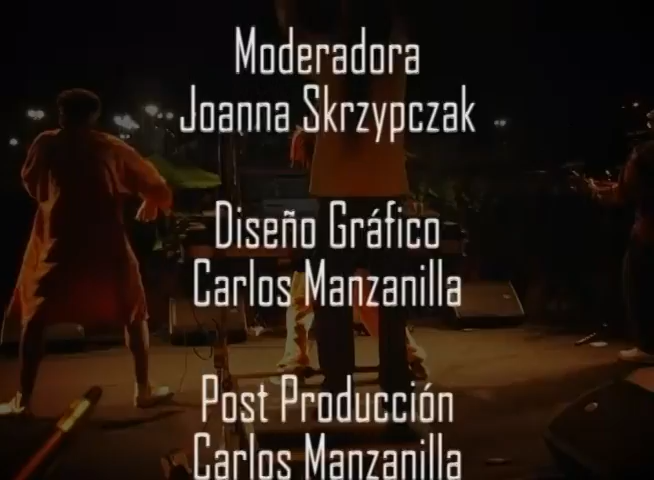 Moderadora
Joanna Skrzypczak
Diseño Gráfico
Carlos Manzanilla
Post Producción
Carlos Manzanilla